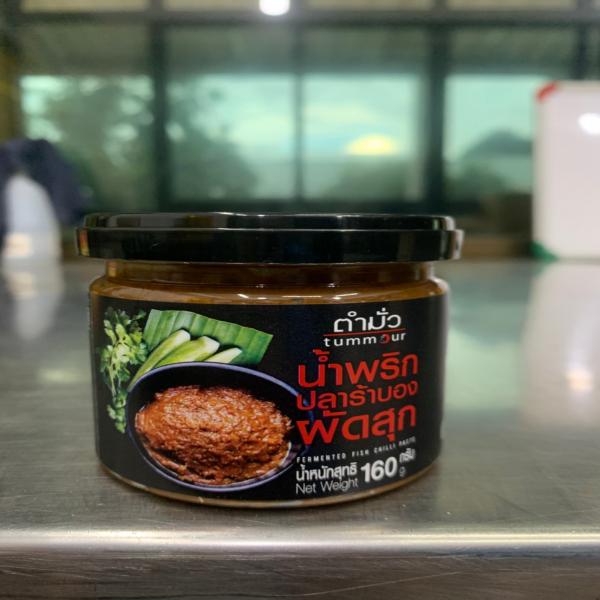 ตำมั่ว
tummour
น้ำพริก
ปลาร้าบอง
ผัดสุก
FERMENTED FISH CHILLI PASTE
น้ำหนักสุทธิ 160 กรัม
Net Weight g